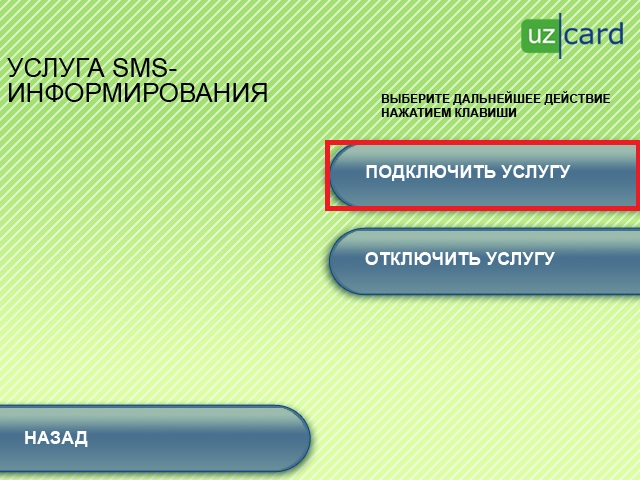 uz card
УСЛУГА SMS-
ИНФОРМИРОВАНИЯ
ВЫБЕРИТЕ ДАЛЬНЕЙШЕЕ ДЕЙСТВИЕ
НАЖАТИЕМ КЛАВИШИ
ПОДКЛЮЧИТЬ УСЛУГУ
ОТКЛЮЧИТЬ УСЛУГУ
НАЗАД